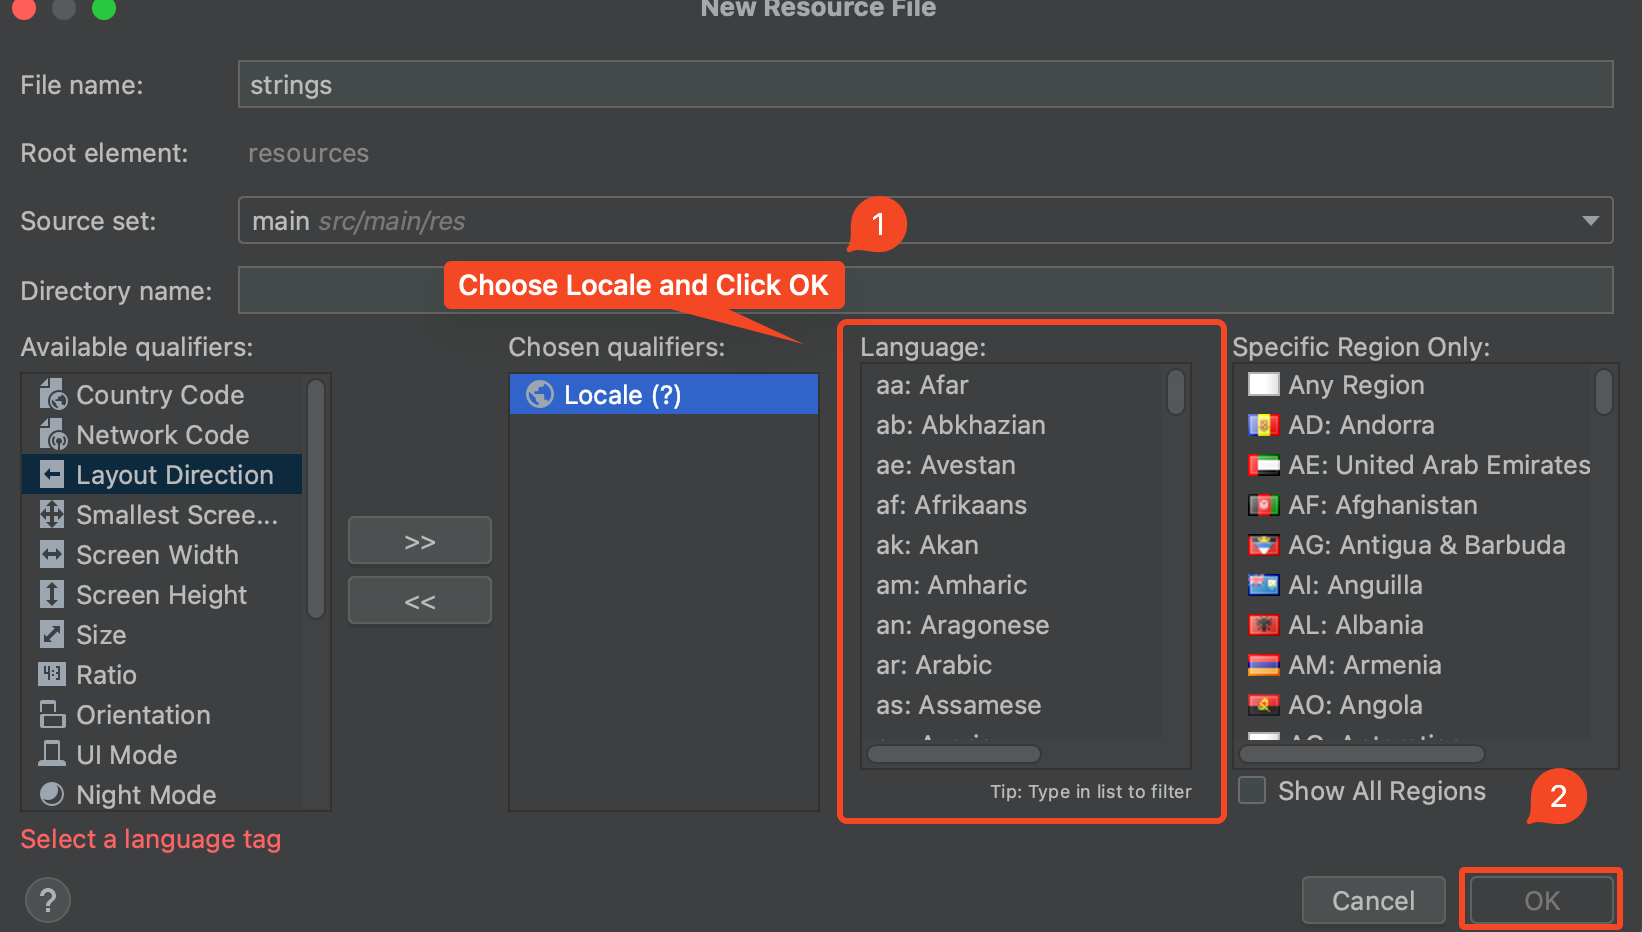 New Resource File
File name: strings
Root element: resources
Source set: main src/main/res
1
Directory name:
Choose Locale and Click OK
Available qualifiers:
Country Code
Network Code
Layout Direction
Smallest Scree...
Screen Width
Screen Height
Size
Ratio
Orientation
UI Mode
Night Mode
>>
<<
Chosen qualifiers:
Locale (?)
Language:
aa: Afar
ab: Abkhazian
ae: Avestan
af: Afrikaans
ak: Akan
am: Amharic
an: Aragonese
ar: Arabic
as: Assamese
Tip: Type in list to filter
Specific Region Only:
Any Region
AD: Andorra
AE: United Arab Emirates
AF: Afghanistan
AG: Antigua & Barbuda
AI: Anguilla
AL: Albania
AM: Armenia
AO: Angola
Show All Regions
2
Select a language tag
?
Cancel
OK